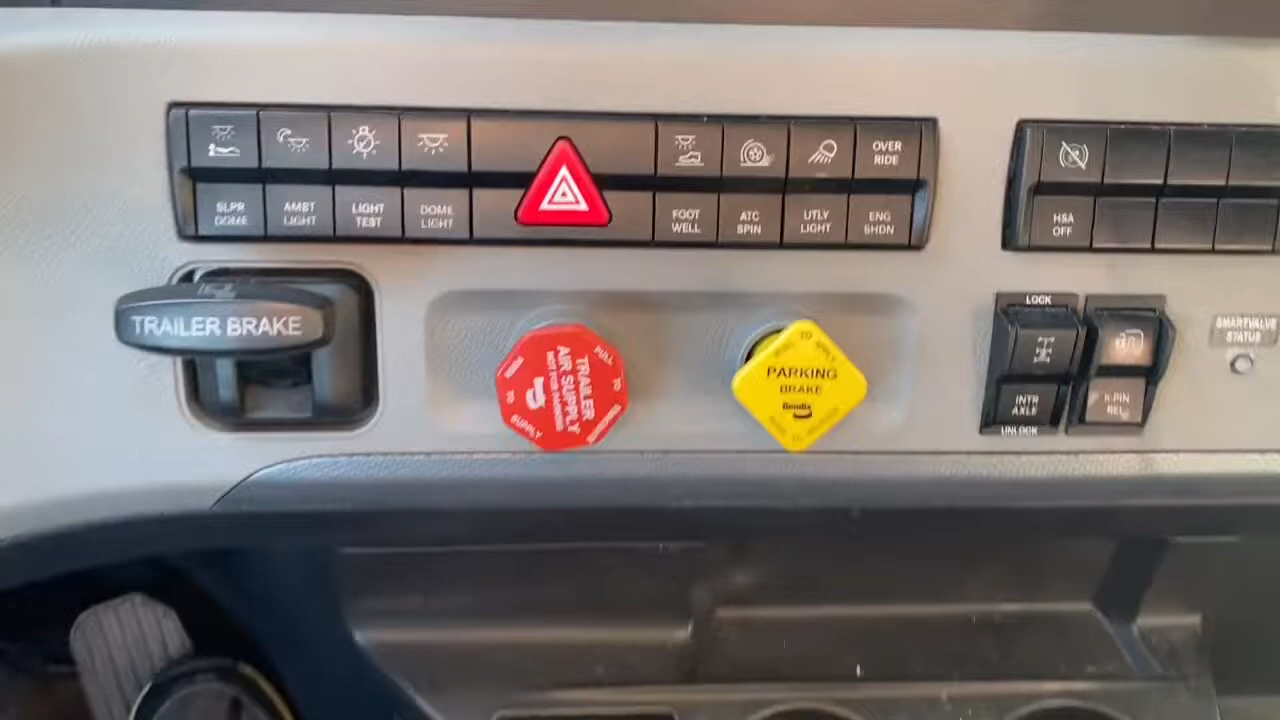 SLPR
DOME
AMBT
LIGHT
LIGHT
TEST
DOME
LIGHT
FOOT
WELL
ATC
SPIN
UTLY
LIGHT
OVER
RIDE
ENG
SHDN
HSA
OFF
TRAILER BRAKE
TRAILER
AIR SUPPLY
NOT FOR PARKING
PULL
TO
PUSH
TO
SUPPLY
TO APPLY
PARKING
BRAKE
Bendix
LOCK
INTR
AXLE
UNLOCK
K-PIN
REL
SMARTVALVE
STATUS